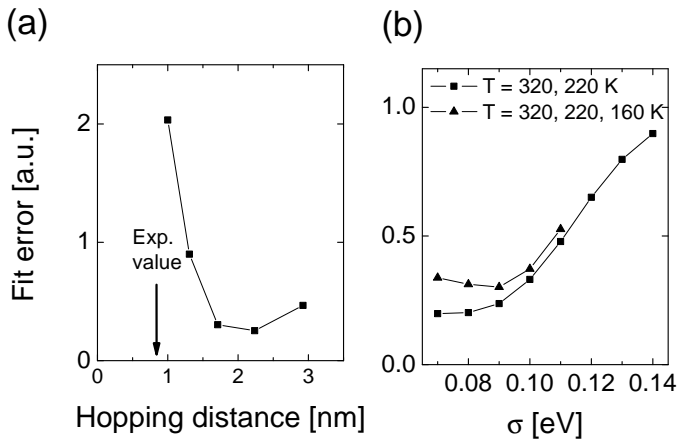 (a)
Fit error [a.u.]
2
1
0
Exp.
value
0 1 2 3
Hopping distance [nm]
(b)
T = 320, 220 K
T = 320, 220, 160 K
1.0
0.5
0.0
0.08 0.10 0.12 0.14
σ [eV]